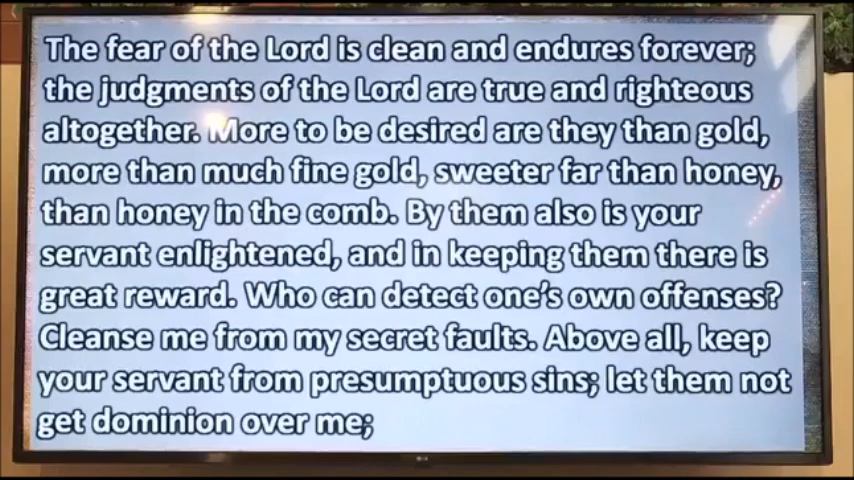 The fear of the Lord is clean and endures forever;
the judgments of the Lord are true and righteous
altogether. More to be desired are they than gold,
more than much fine gold, sweeter far than honey,
than honey in the comb. By them also is your
servant enlightened, and in keeping them there is
great reward. Who can detect one's own offenses?
Cleanse me from my secret faults. Above all, keep
your servant from presumptuous sins; let them not
get dominion over me;